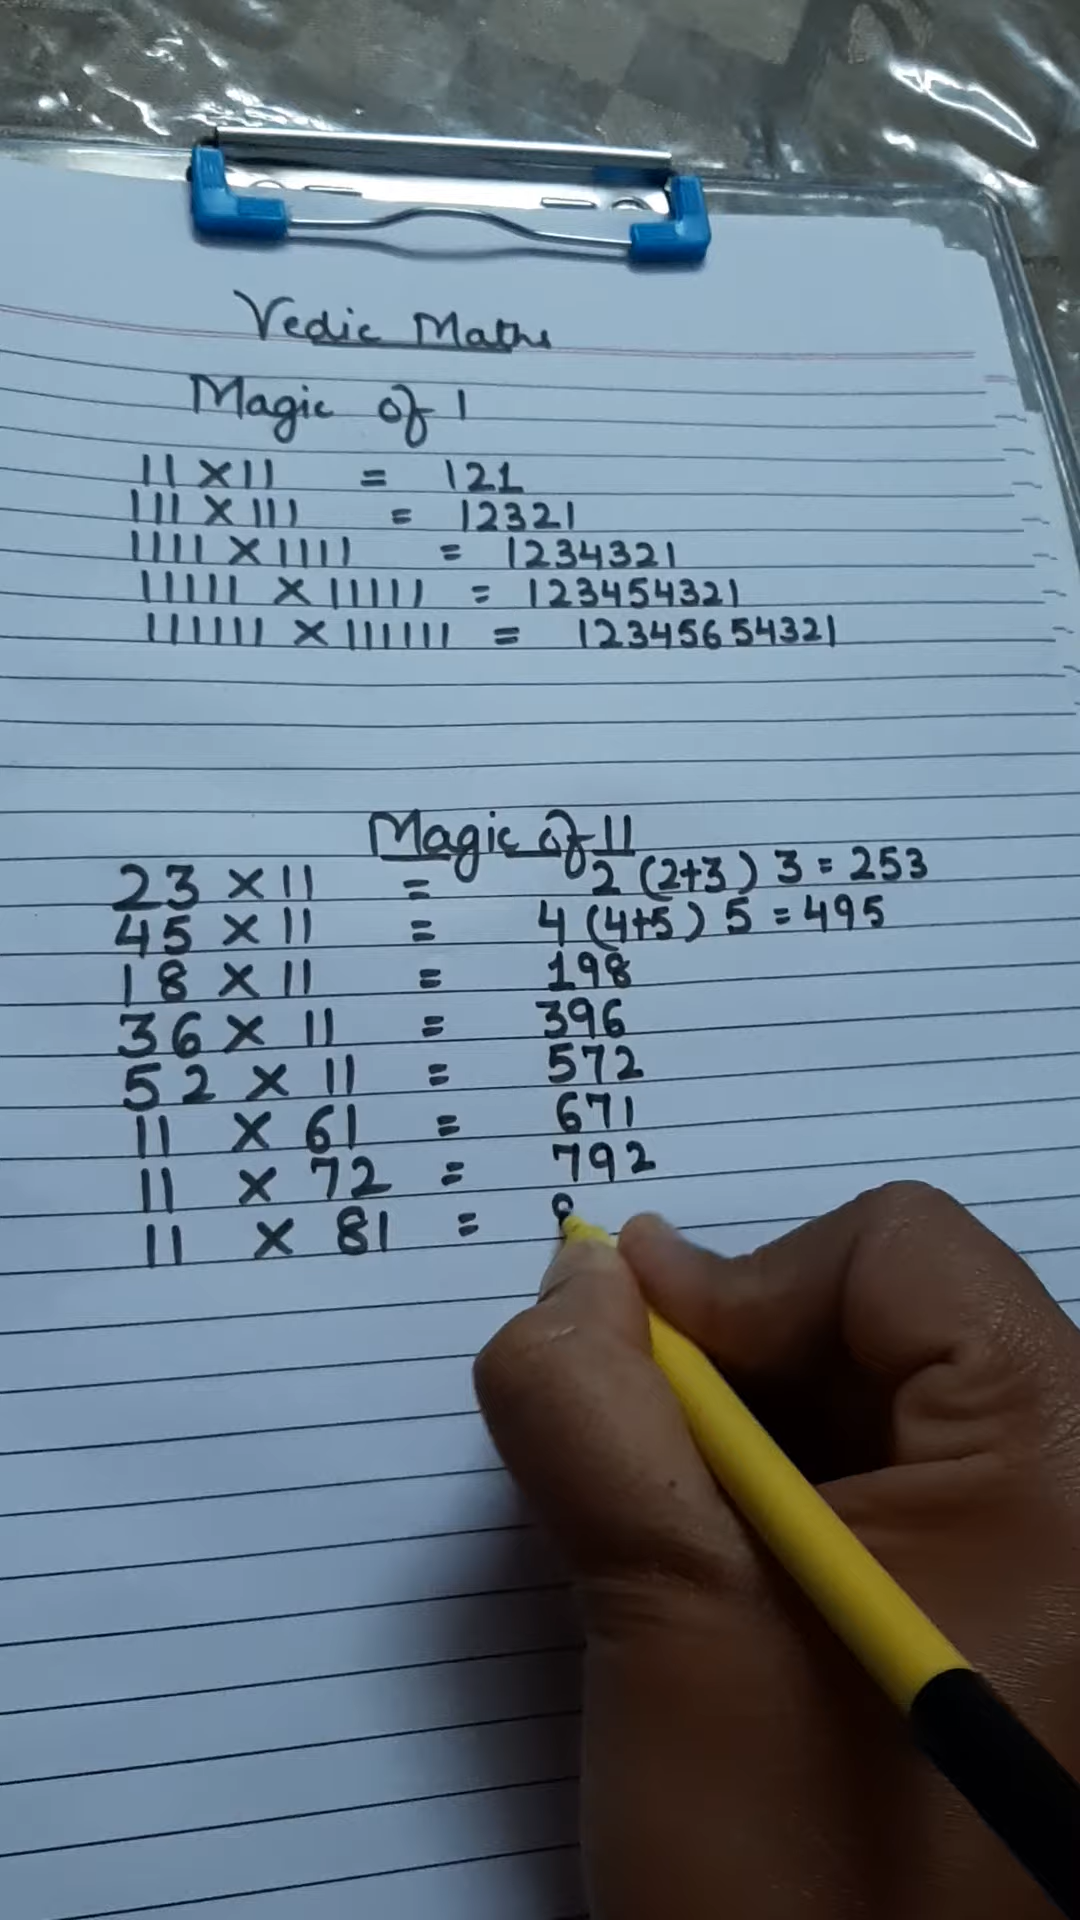 Vedic Maths
Magic of 1
11 × 11 = 121
111 × 111 = 12321
1111 × 1111 = 1234321
11111 × 11111 = 123454321
111111 × 111111 = 12345654321
Magic of 11
23 × 11 = 2 (2+3) 3 = 253
45 × 11 = 4 (4+5) 5 = 495
18 × 11 = 198
36 × 11 = 396
52 × 11 = 572
11 × 61 = 671
11 × 72 = 792
11 × 81 = 8